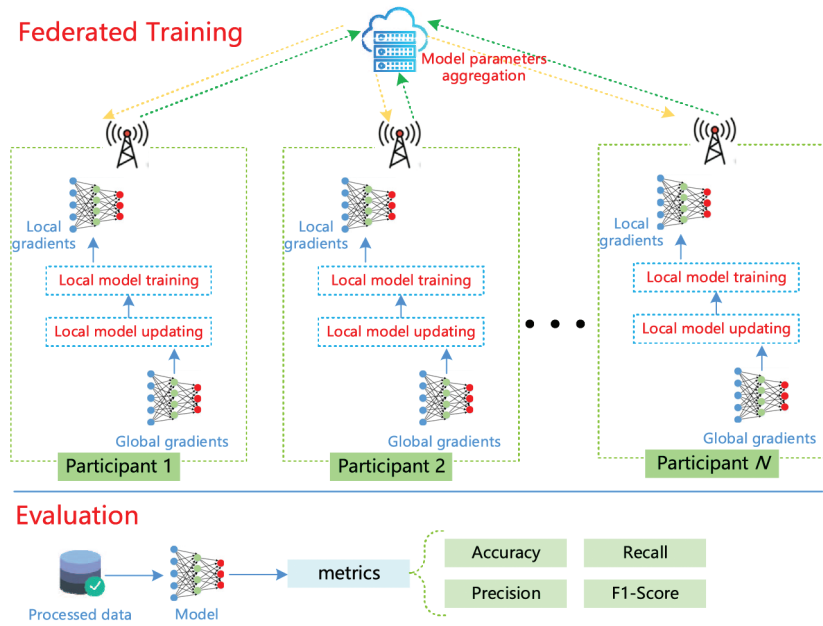 Federated Training
Model parameters
aggregation
Local
gradients
Local model training
Local model updating
Global gradients
Participant 1
Local
gradients
Local model training
Local model updating
Global gradients
Participant 2
Local
gradients
Local model training
Local model updating
Global gradients
Participant N
Evaluation
Processed data
Model
metrics
Accuracy
Recall
Precision
F1-Score